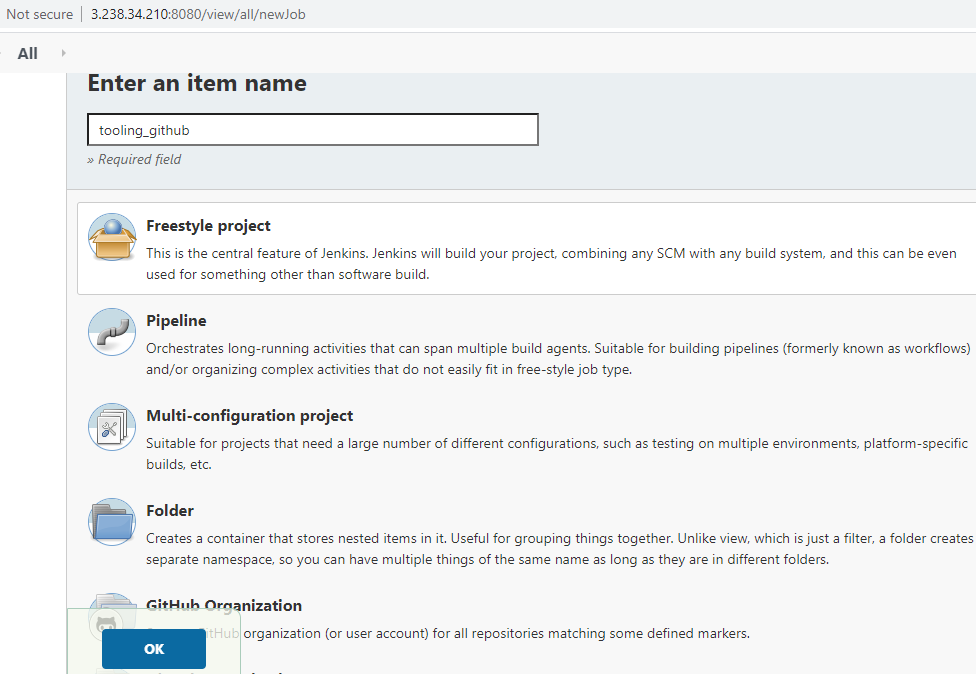 Not secure 3.238.34.210:8080/view/all/newJob
All
Enter an item name
tooling_github
» Required field
Freestyle project
This is the central feature of Jenkins. Jenkins will build your project, combining any SCM with any build system, and this can be even
used for something other than software build.
Pipeline
Orchestrates long-running activities that can span multiple build agents. Suitable for building pipelines (formerly known as workflows)
and/or organizing complex activities that do not easily fit in free-style job type.
Multi-configuration project
Suitable for projects that need a large number of different configurations, such as testing on multiple environments, platform-specific
builds, etc.
Folder
Creates a container that stores nested items in it. Useful for grouping things together. Unlike view, which is just a filter, a folder creates
separate namespace, so you can have multiple things of the same name as long as they are in different folders.
GitHub Organization
GitHub organization (or user account) for all repositories matching some defined markers.
OK